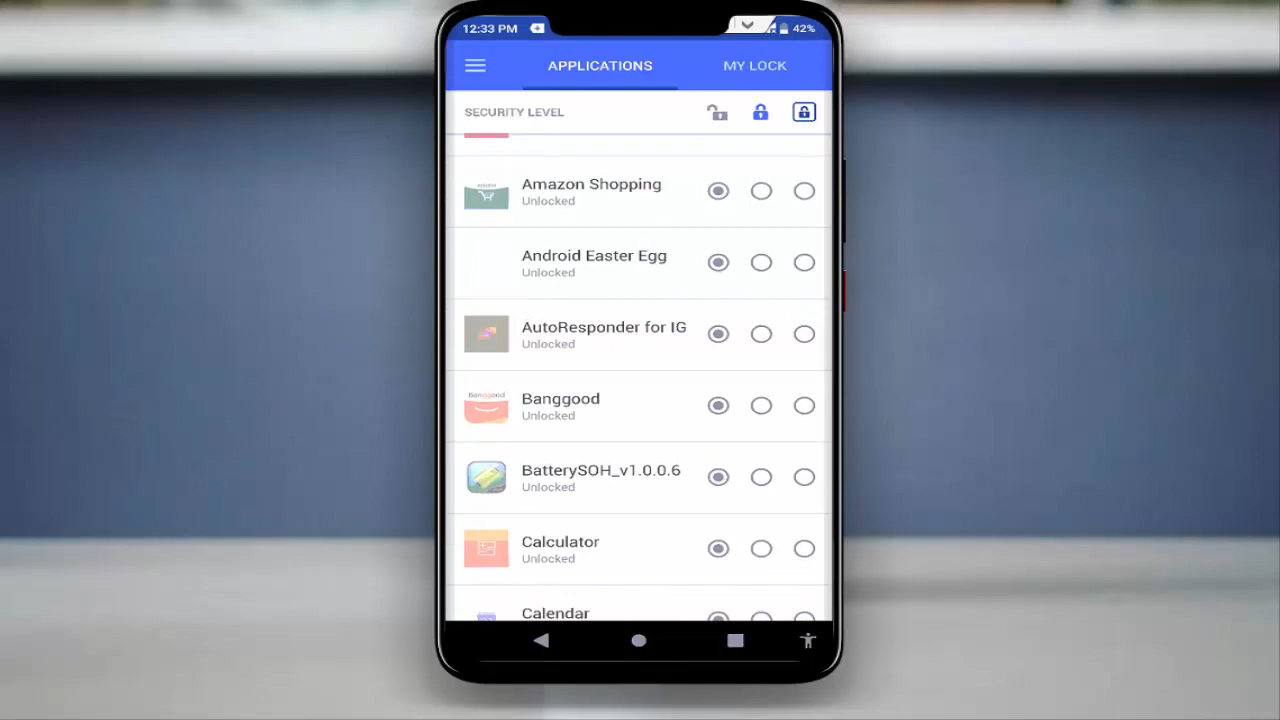 12:33 PM
42%
APPLICATIONS
MY LOCK
SECURITY LEVEL
Amazon Shopping
Unlocked
Android Easter Egg
Unlocked
AutoResponder for IG
Unlocked
Banggood
Banggood
Unlocked
BatterySOH_v1.0.0.6
Unlocked
Calculator
Unlocked
Calendar